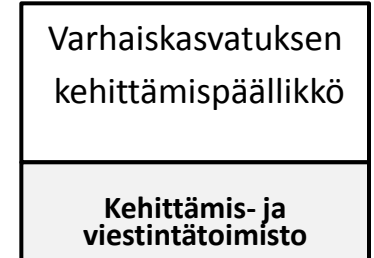 Varhaiskasvatuksen
kehittämispäällikkö
Kehittämis- ja
viestintätoimisto